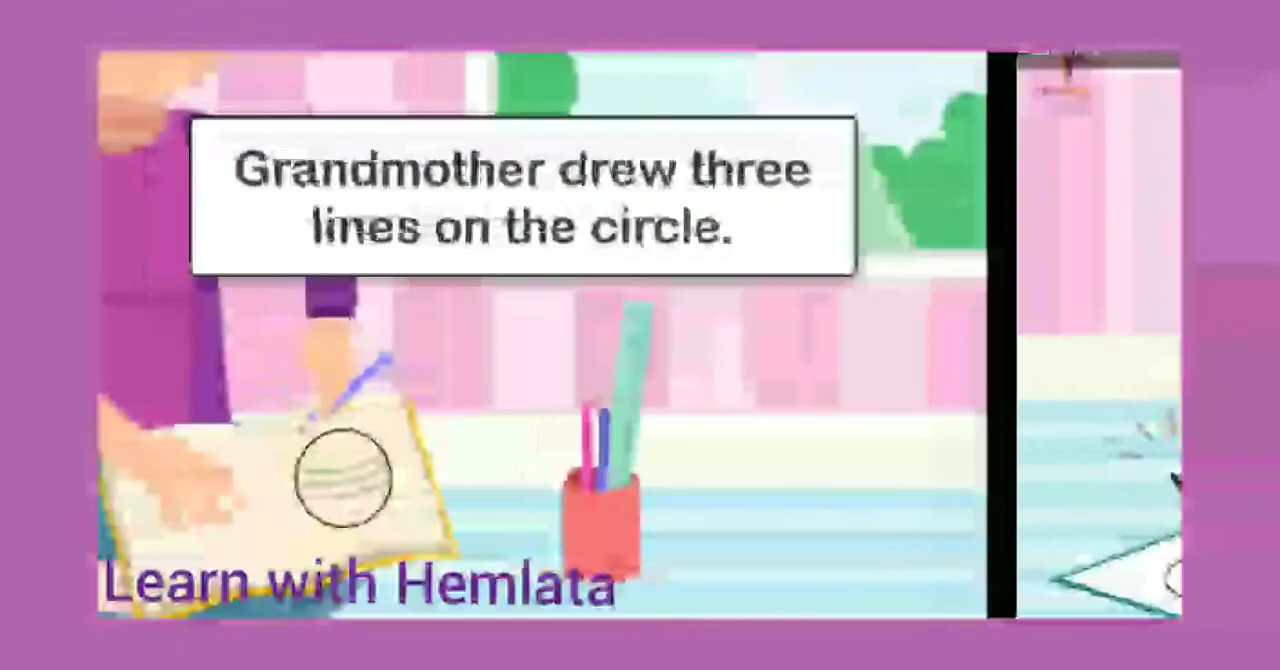 Grandmother drew three
lines on the circle.
Learn with Hemlata